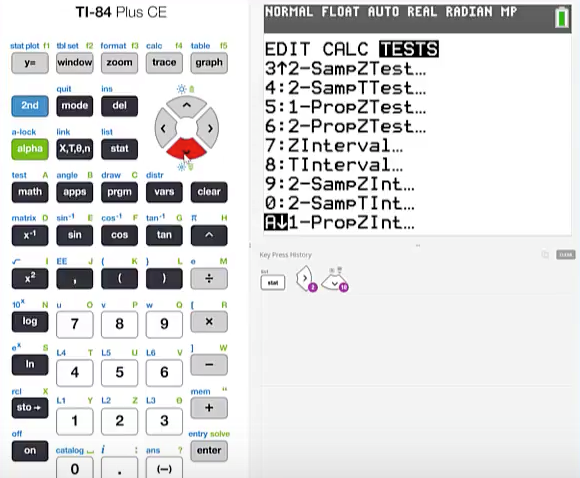 TI-84 Plus CE
stat plot f1 tbl set f2 format f3 calc f4 table f5
y= window zoom trace graph
quit ins
2nd mode del
a-lock link list
alpha X,T,θ,n stat
test A angle B draw C distr
math apps prgm vars clear
matrix D sin⁻¹ E cos⁻¹ F tan⁻¹ G π H
x⁻¹ sin cos tan ^
√ I EE J { K } L e M
x² , ( ) ÷
10ˣ N u O v P w Q [ R
log 7 8 9 ×
eˣ S L4 T L5 U L6 V ] W
ln 4 5 6 −
rcl X L1 Y L2 Z L3 θ mem "
sto→ 1 2 3 +
off catalog i : ans ? entry solve
on 0 . (−) enter
NORMAL FLOAT AUTO REAL RADIAN MP
EDIT CALC TESTS
3↑2-SampZTest…
4:2-SampTTest…
5:1-PropZTest…
6:2-PropZTest…
7:ZInterval…
8:TInterval…
9:2-SampZInt…
0:2-SampTInt…
A↓1-PropZInt…
Key Press History
CLEAR
list
stat 2 10